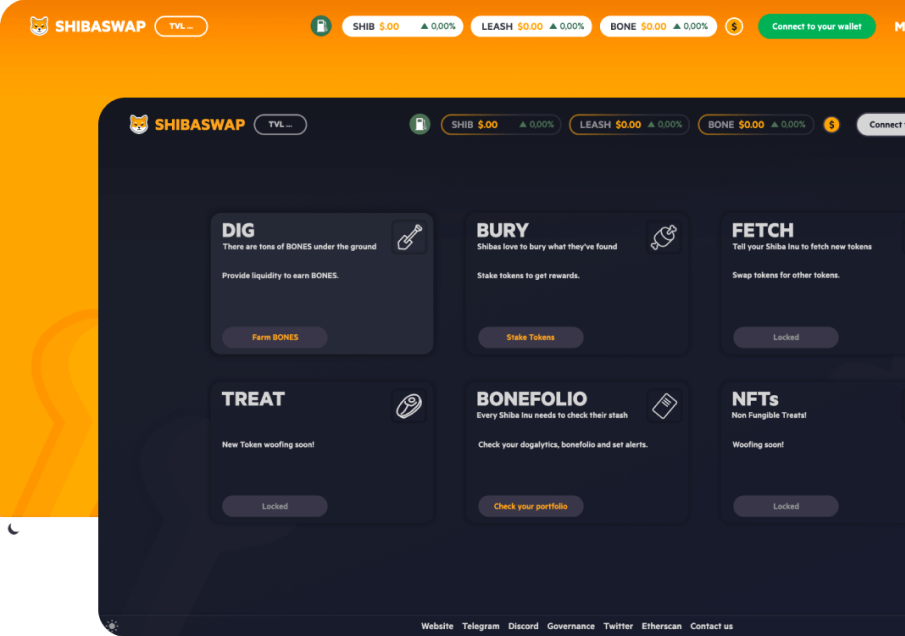 SHIBASWAP TVL ... SHIB $.00 ▲ 0,00% LEASH $0.00 ▲ 0,00% BONE $0.00 ▲ 0,00% $ Connect to your wallet M
SHIBASWAP TVL ... SHIB $.00 ▲ 0,00% LEASH $0.00 ▲ 0,00% BONE $0.00 ▲ 0,00% $ Connect
DIG
There are tons of BONES under the ground
Provide liquidity to earn BONES.
Farm BONES
BURY
Shibas love to bury what they've found
Stake tokens to get rewards.
Stake Tokens
FETCH
Tell your Shiba Inu to fetch new tokens
Swap tokens for other tokens.
Locked
TREAT
New Token woofing soon!
Locked
BONEFOLIO
Every Shiba Inu needs to check their stash
Check your dogalytics, bonefolio and set alerts.
Check your portfolio
NFTs
Non Fungible Treats!
Woofing soon!
Locked
Website Telegram Discord Governance Twitter Etherscan Contact us